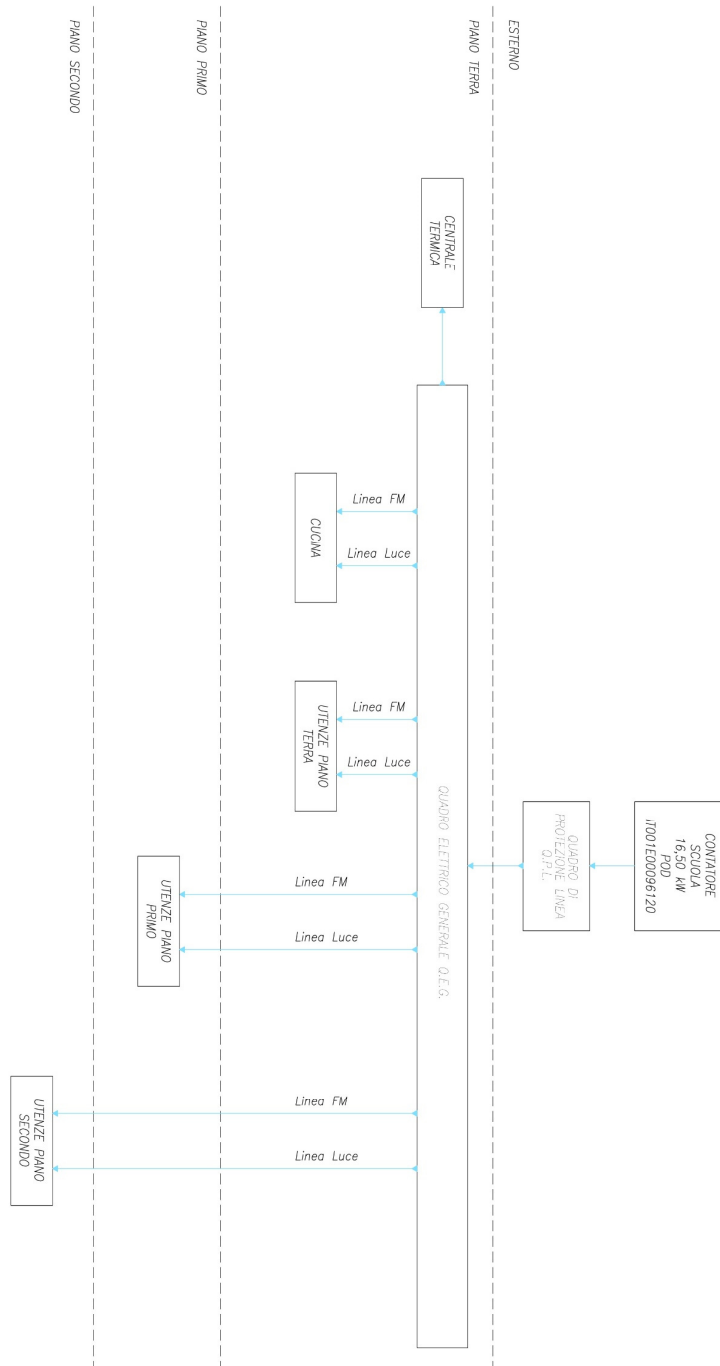 ESTERNO
PIANO TERRA
PIANO PRIMO
PIANO SECONDO
CONTATORE
SCUOLA
16,50 kW
POD
IT001E00096120
QUADRO DI
PROTEZIONE LINEA
Q.P.L.
QUADRO ELETTRICO GENERALE Q.E.G.
CENTRALE
TERMICA
Linea FM
Linea Luce
CUCINA
Linea FM
Linea Luce
UTENZE PIANO
TERRA
Linea FM
Linea Luce
UTENZE PIANO
PRIMO
Linea FM
Linea Luce
UTENZE PIANO
SECONDO